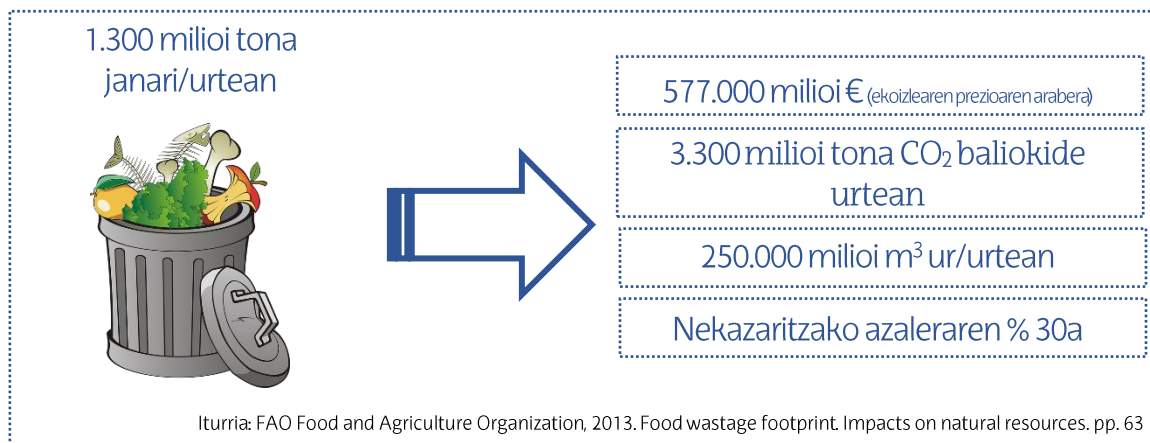 1.300 milioi tona
janari/urtean
577.000 milioi € (ekoizlearen prezioaren arabera)
3.300 milioi tona CO₂ baliokide
urtean
250.000 milioi m³ ur/urtean
Nekazaritzako azaleraren % 30a
Iturria: FAO Food and Agriculture Organization, 2013. Food wastage footprint. Impacts on natural resources. pp. 63